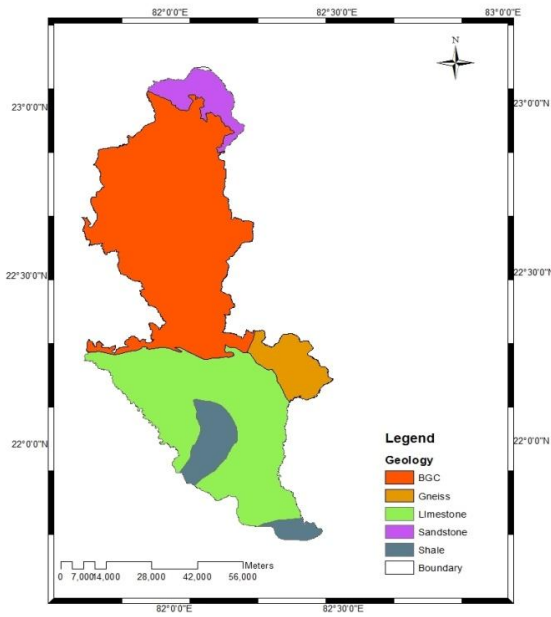 82°0'0"E 82°30'0"E 83°0'0"E
N
23°0'0"N 23°0'0"N
22°30'0"N 22°30'0"N
22°0'0"N 22°0'0"N
Legend
Geology
BGC
Gneiss
LImestone
Sandstone
Shale
Boundary
Meters
0 7,00014,000 28,000 42,000 56,000
82°0'0"E 82°30'0"E